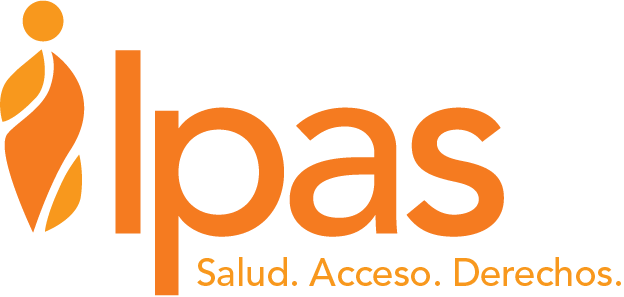 Ipas
Salud. Acceso. Derechos.